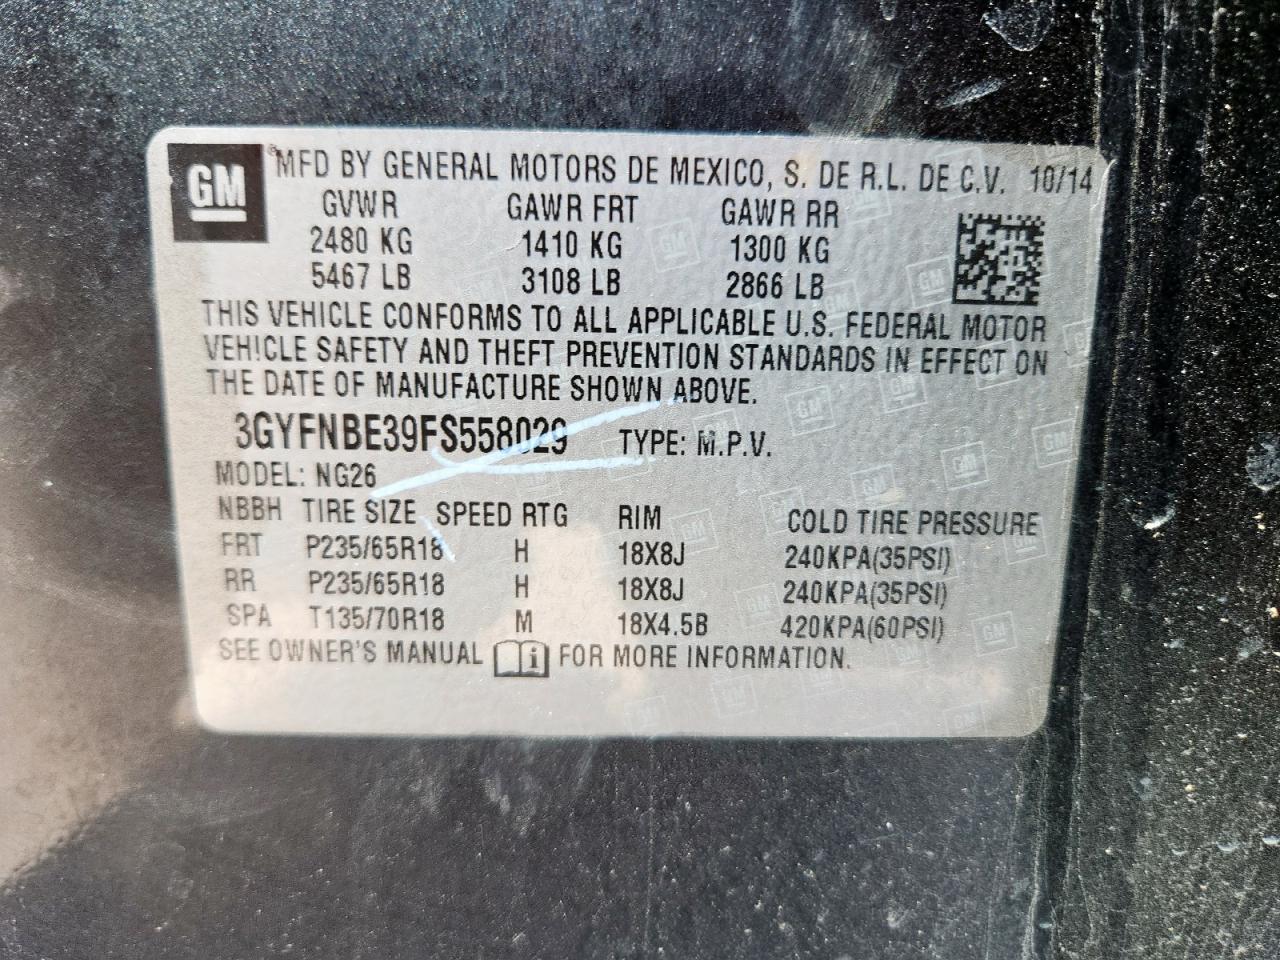 GM ® MFD BY GENERAL MOTORS DE MEXICO, S. DE R.L. DE C.V. 10/14
GVWR GAWR FRT GAWR RR
2480 KG 1410 KG 1300 KG
5467 LB 3108 LB 2866 LB
THIS VEHICLE CONFORMS TO ALL APPLICABLE U.S. FEDERAL MOTOR
VEHICLE SAFETY AND THEFT PREVENTION STANDARDS IN EFFECT ON
THE DATE OF MANUFACTURE SHOWN ABOVE.
3GYFNBE39FS558029 TYPE: M.P.V.
MODEL: NG26
NBBH TIRE SIZE SPEED RTG RIM COLD TIRE PRESSURE
FRT P235/65R18 H 18X8J 240KPA(35PSI)
RR P235/65R18 H 18X8J 240KPA(35PSI)
SPA T135/70R18 M 18X4.5B 420KPA(60PSI)
SEE OWNER'S MANUAL i FOR MORE INFORMATION.